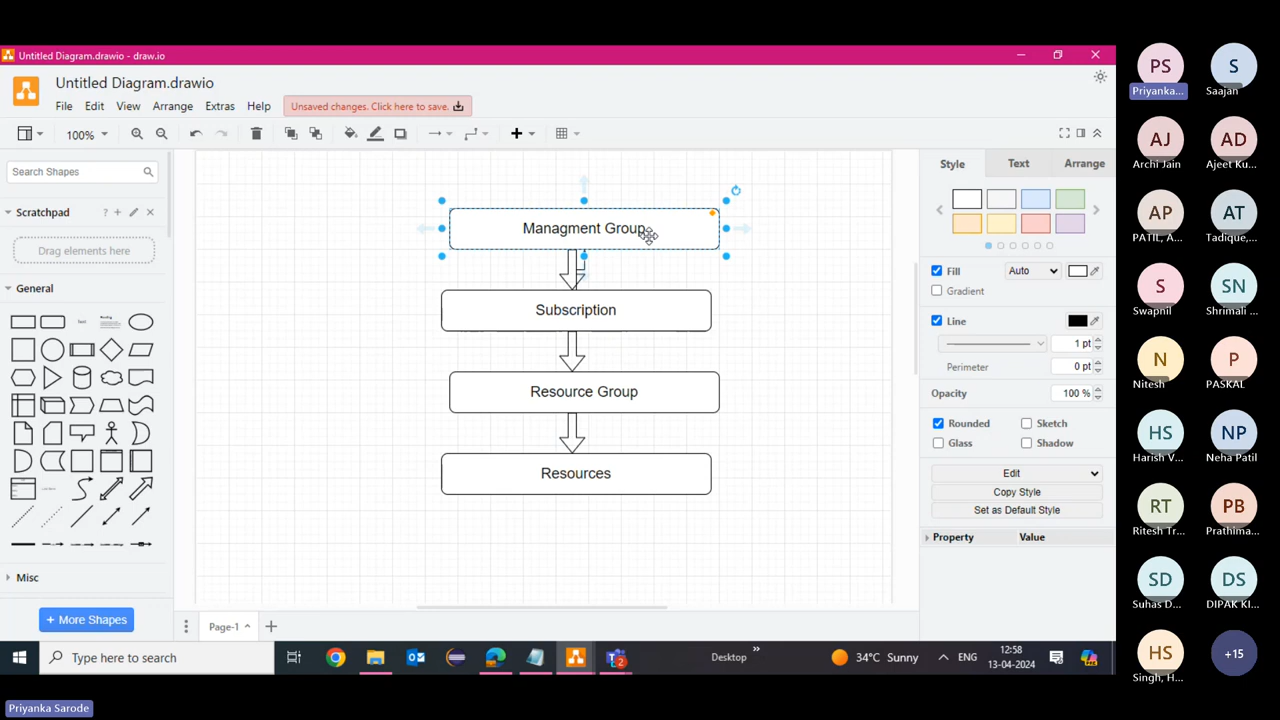 Untitled Diagram.drawio - draw.io
Untitled Diagram.drawio
File Edit View Arrange Extras Help
Unsaved changes. Click here to save.
100%
Search Shapes
Scratchpad
?
Drag elements here
General
Text
Heading
Misc
+ More Shapes
Managment Group
Subscription
Resource Group
Resources
Page-1
Style Text Arrange
Fill Auto
Gradient
Line
1 pt
Perimeter 0 pt
Opacity 100 %
Rounded Sketch
Glass Shadow
Edit
Copy Style
Set as Default Style
Property Value
Type here to search
2
Desktop
34°C Sunny
ENG
12:58
13-04-2024
PS S
Priyanka... Saajan
AJ AD
Archi Jain Ajeet Ku...
AP AT
PATIL, A... Tadique,...
S SN
Swapnil Shrimali ...
N P
Nitesh PASKAL
HS NP
Harish V... Neha Patil
RT PB
Ritesh Tr... Prathima...
SD DS
Suhas D... DIPAK KI...
HS +15
Singh, H...
Priyanka Sarode